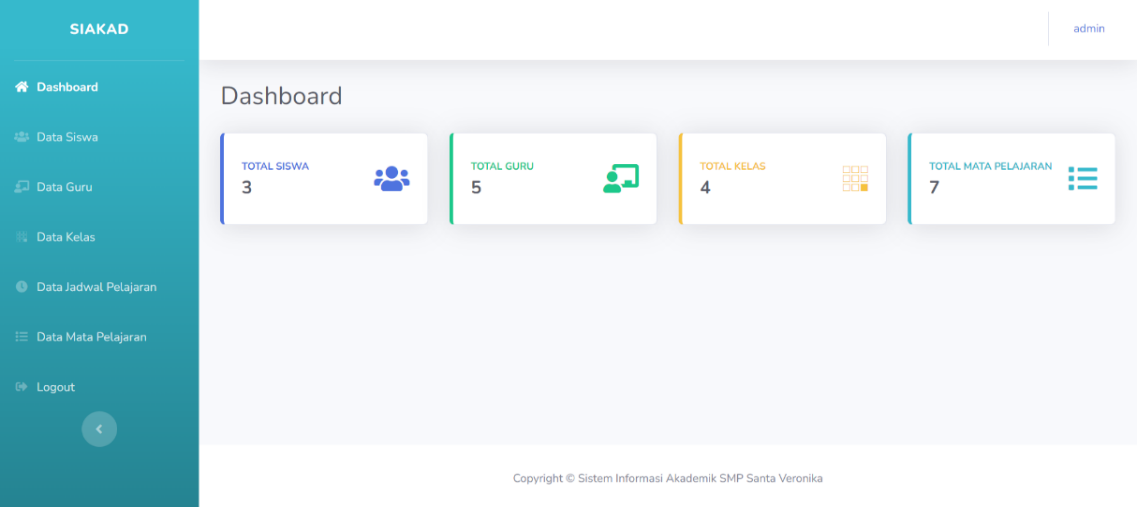 SIAKAD
admin
Dashboard
Data Siswa
Data Guru
Data Kelas
Data Jadwal Pelajaran
Data Mata Pelajaran
Logout
Dashboard
TOTAL SISWA
3
TOTAL GURU
5
TOTAL KELAS
4
TOTAL MATA PELAJARAN
7
Copyright © Sistem Informasi Akademik SMP Santa Veronika